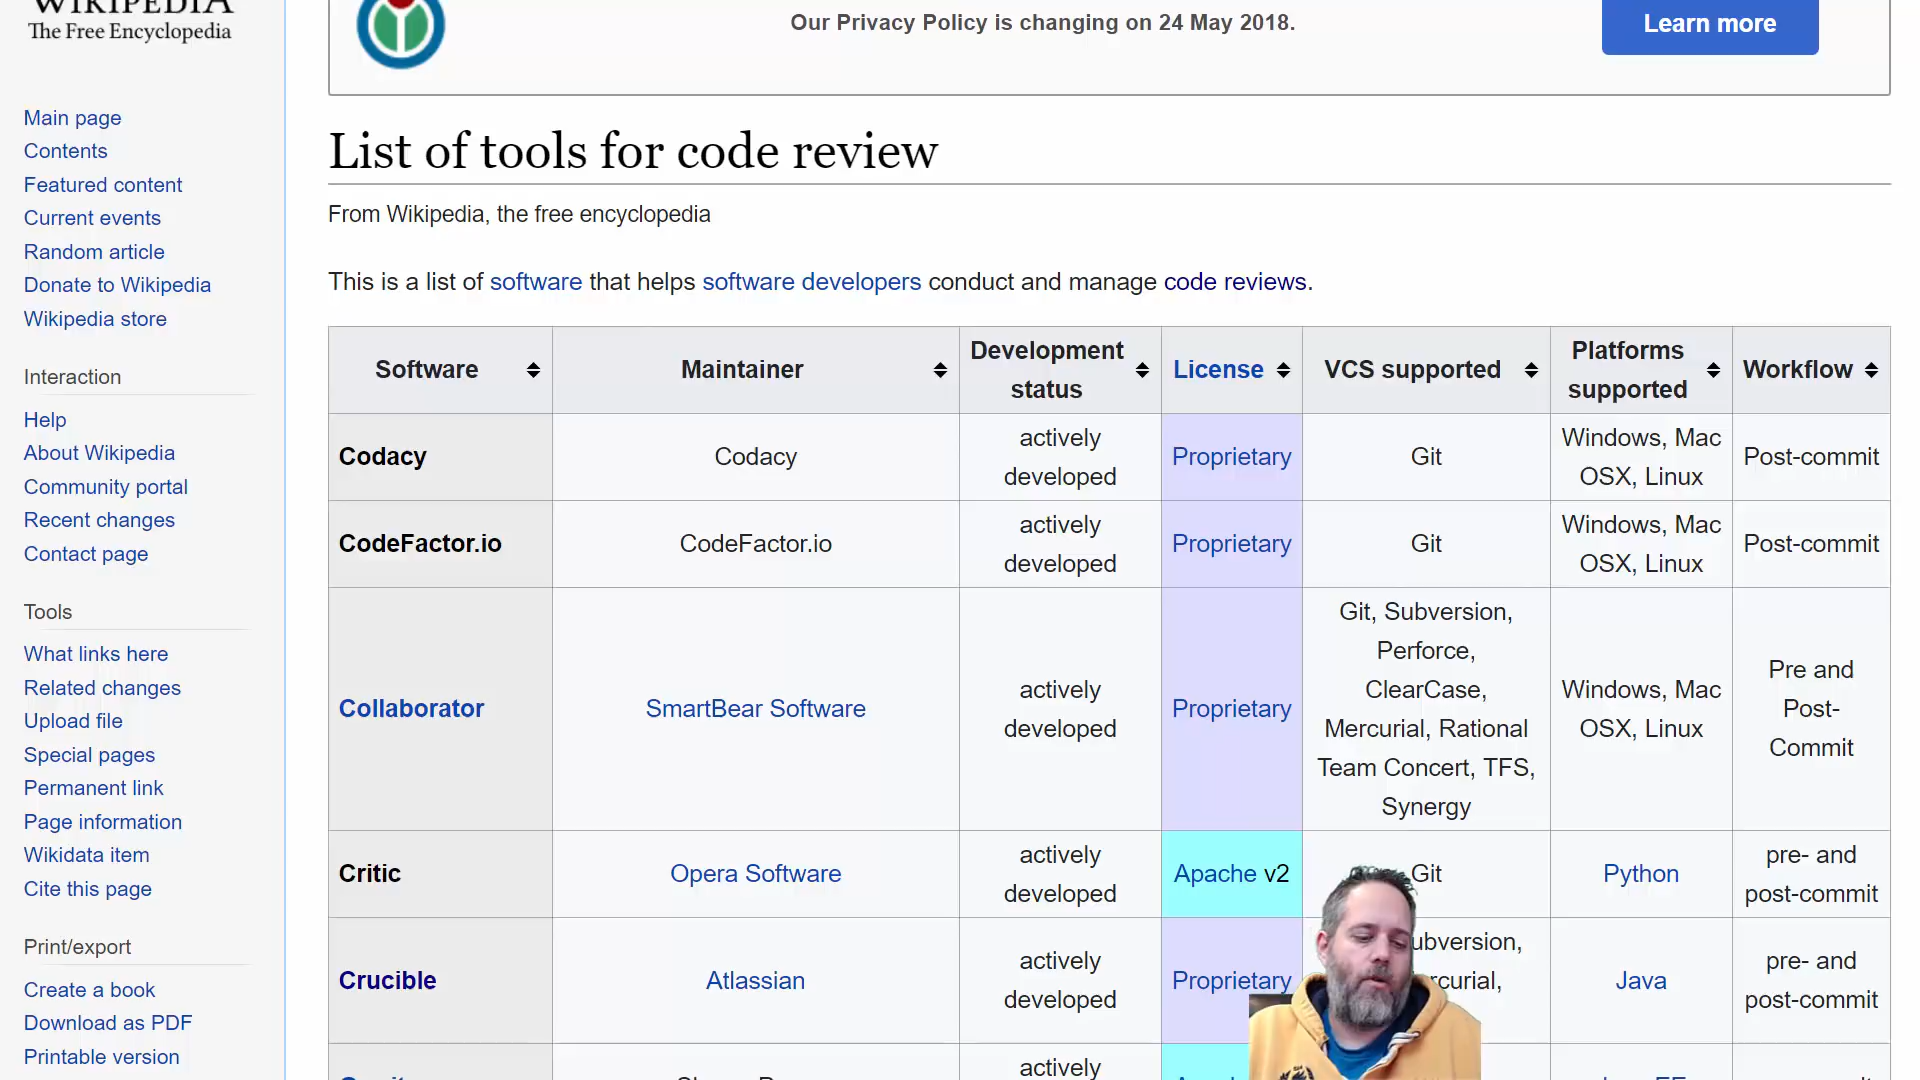 WIKIPEDIA
The Free Encyclopedia
Our Privacy Policy is changing on 24 May 2018.
Learn more
Main page
Contents
Featured content
Current events
Random article
Donate to Wikipedia
Wikipedia store
Interaction
Help
About Wikipedia
Community portal
Recent changes
Contact page
Tools
What links here
Related changes
Upload file
Special pages
Permanent link
Page information
Wikidata item
Cite this page
Print/export
Create a book
Download as PDF
Printable version
List of tools for code review
From Wikipedia, the free encyclopedia
This is a list of software that helps software developers conduct and manage code reviews.
Software
Maintainer
Development
status
License
VCS supported
Platforms
supported
Workflow
Codacy
Codacy
actively
developed
Proprietary
Git
Windows, Mac
OSX, Linux
Post-commit
CodeFactor.io
CodeFactor.io
actively
developed
Proprietary
Git
Windows, Mac
OSX, Linux
Post-commit
Collaborator
SmartBear Software
actively
developed
Proprietary
Git, Subversion,
Perforce,
ClearCase,
Mercurial, Rational
Team Concert, TFS,
Synergy
Windows, Mac
OSX, Linux
Pre and
Post-
Commit
Critic
Opera Software
actively
developed
Apache v2
Git
Python
pre- and
post-commit
Crucible
Atlassian
actively
developed
Proprietary
ubversion,
rcurial,
Java
pre- and
post-commit
actively